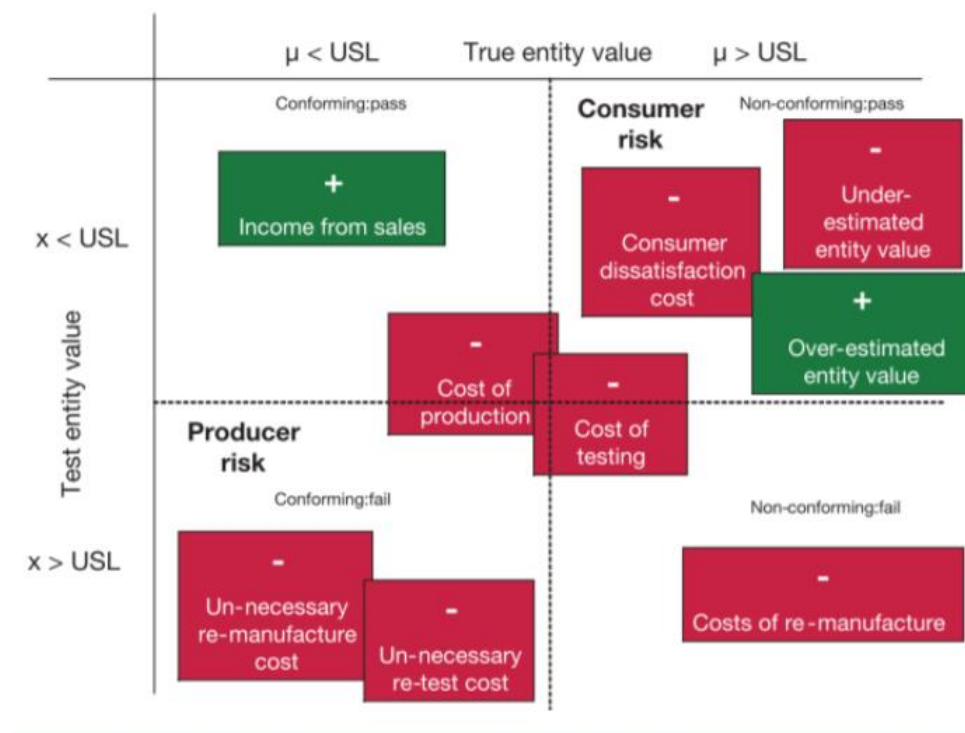 μ < USL
True entity value
μ > USL
Conforming:pass
Consumer
risk
Non-conforming:pass
+
Income from sales
-
Consumer
dissatisfaction
cost
-
Under-
estimated
entity value
x < USL
+
Over-estimated
entity value
-
Cost of
production
-
Cost of
testing
Test entity value
Producer
risk
Conforming:fail
Non-conforming:fail
x > USL
-
Un-necessary
re-manufacture
cost
-
Un-necessary
re-test cost
-
Costs of re-manufacture